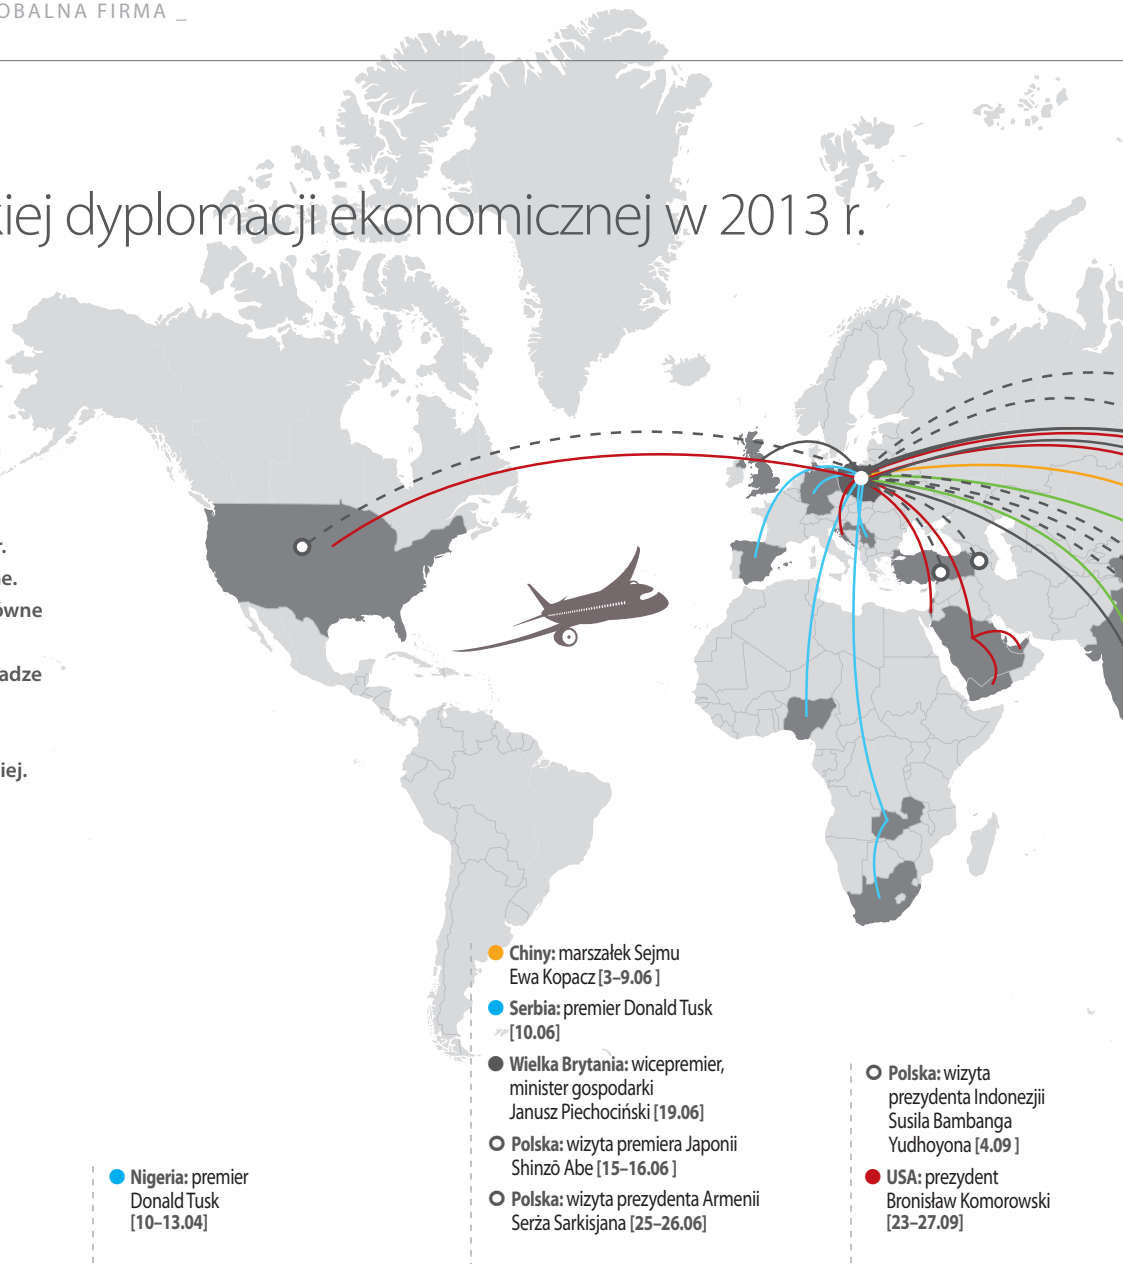 OBALNA FIRMA _
kiej dyplomacji ekonomicznej w 2013 r.
r.
ne.
ówne
adze
iej.
Chiny: marszałek Sejmu
Ewa Kopacz [3–9.06 ]
Serbia: premier Donald Tusk
[10.06]
Wielka Brytania: wicepremier,
minister gospodarki
Janusz Piechociński [19.06]
Polska: wizyta premiera Japonii
Shinzō Abe [15–16.06 ]
Polska: wizyta prezydenta Armenii
Serża Sarkisjana [25–26.06]
Polska: wizyta
prezydenta Indonezjii
Susila Bambanga
Yudhoyona [4.09 ]
USA: prezydent
Bronisław Komorowski
[23–27.09]
Nigeria: premier
Donald Tusk
[10–13.04]